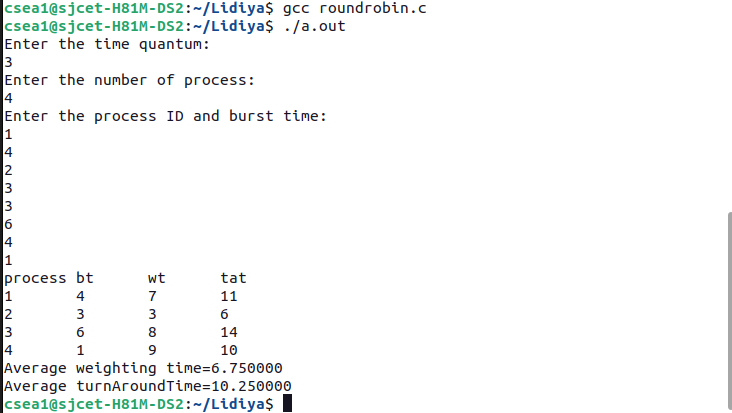 csea1@sjcet-H81M-DS2:~/Lidiya$ gcc roundrobin.c
csea1@sjcet-H81M-DS2:~/Lidiya$ ./a.out
Enter the time quantum:
3
Enter the number of process:
4
Enter the process ID and burst time:
1
4
2
3
3
6
4
1
process bt      wt      tat
1       4       7       11
2       3       3       6
3       6       8       14
4       1       9       10
Average weighting time=6.750000
Average turnAroundTime=10.250000
csea1@sjcet-H81M-DS2:~/Lidiya$